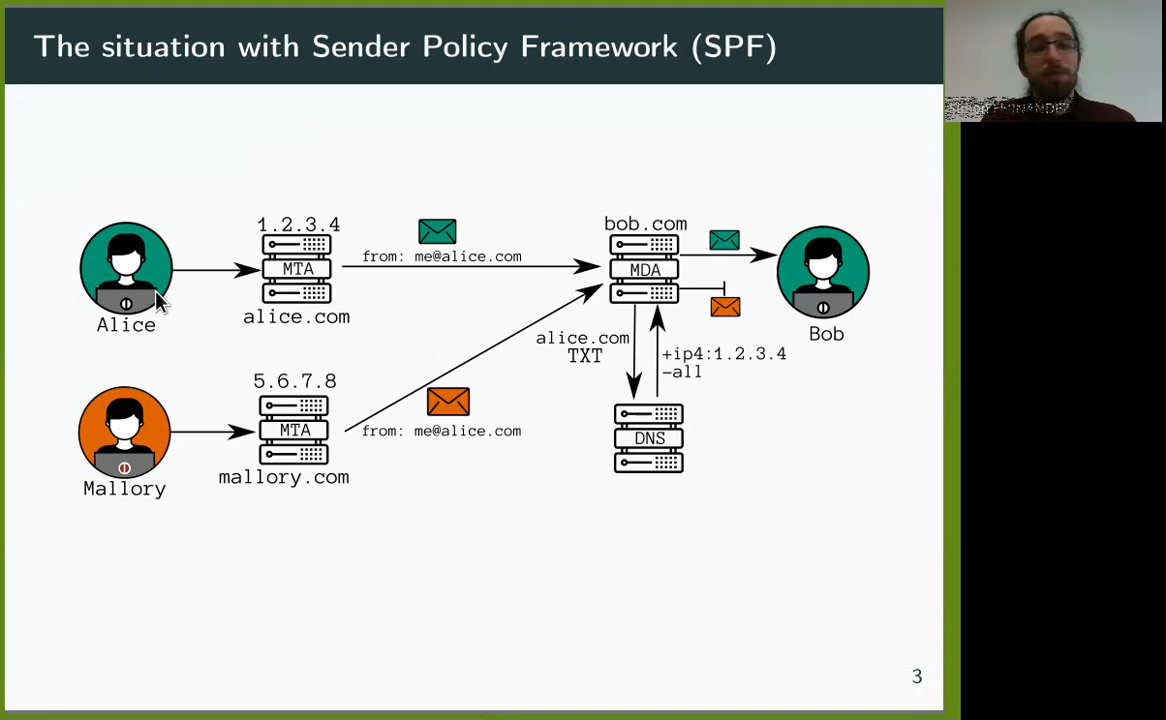 The situation with Sender Policy Framework (SPF)
1.2.3.4
MTA
alice.com
Alice
from: me@alice.com
bob.com
MDA
Bob
alice.com
TXT
+ip4:1.2.3.4
-all
DNS
5.6.7.8
MTA
mallory.com
Mallory
from: me@alice.com
3